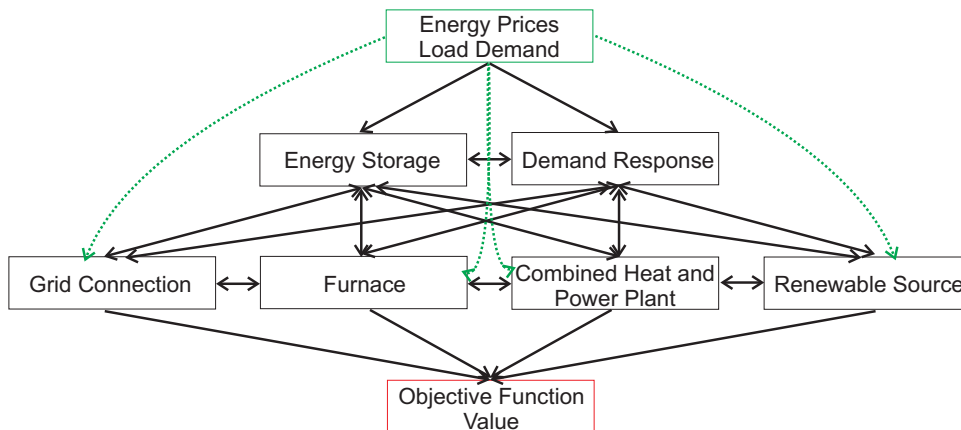 Energy Prices
Load Demand
Energy Storage
Demand Response
Grid Connection
Furnace
Combined Heat and
Power Plant
Renewable Source
Objective Function
Value